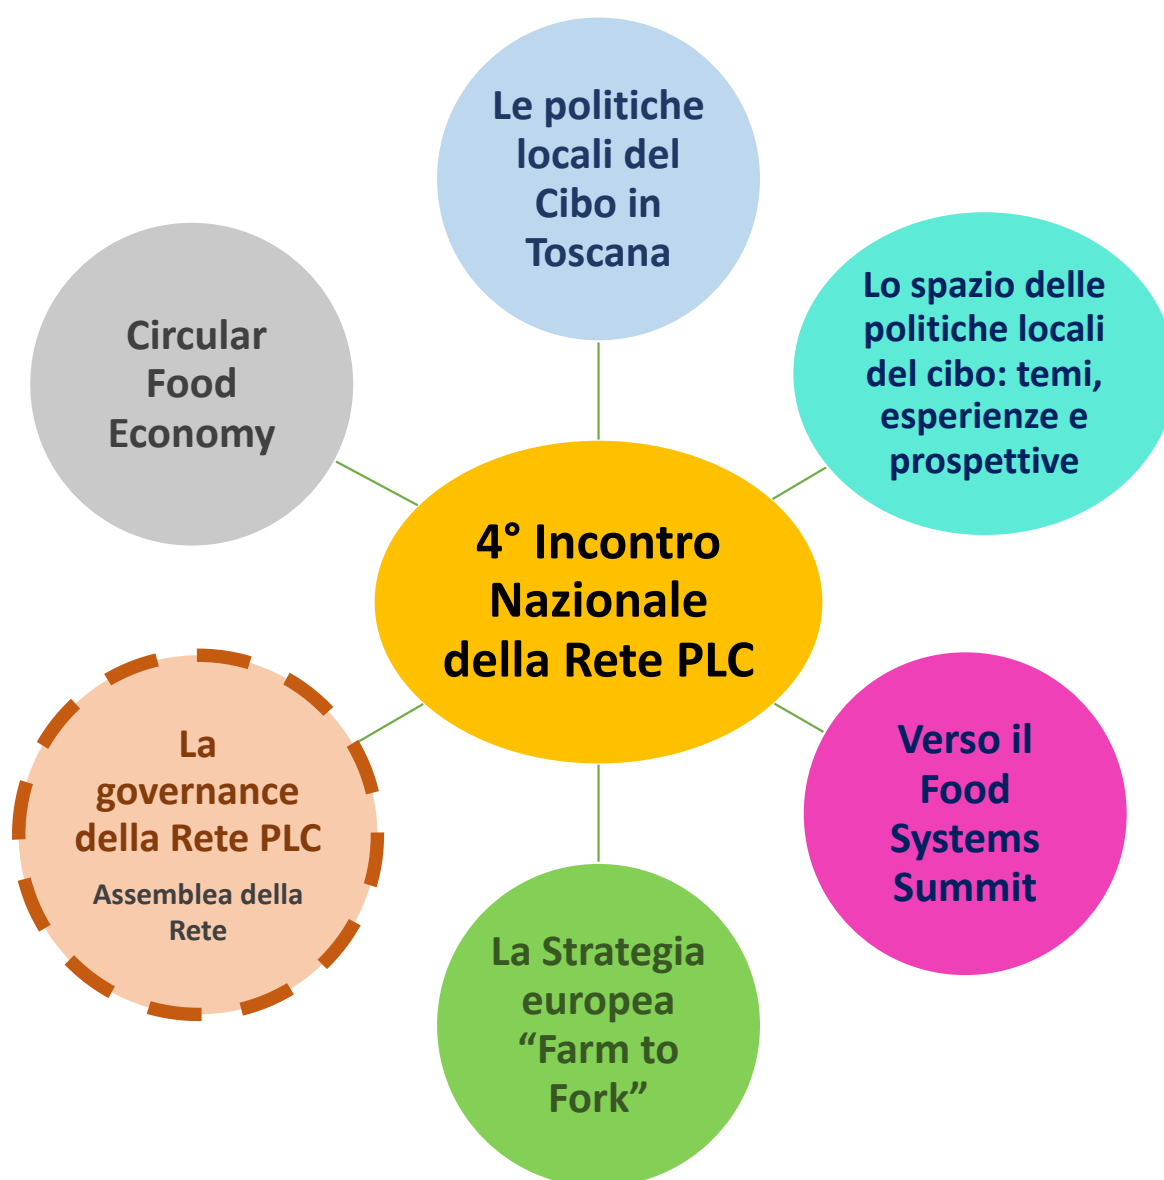 Le politiche
locali del
Cibo in
Toscana
Lo spazio delle
politiche locali
del cibo: temi,
esperienze e
prospettive
Circular
Food
Economy
4° Incontro
Nazionale
della Rete PLC
La
governance
della Rete PLC
Assemblea della
Rete
Verso il
Food
Systems
Summit
La Strategia
europea
“Farm to
Fork”